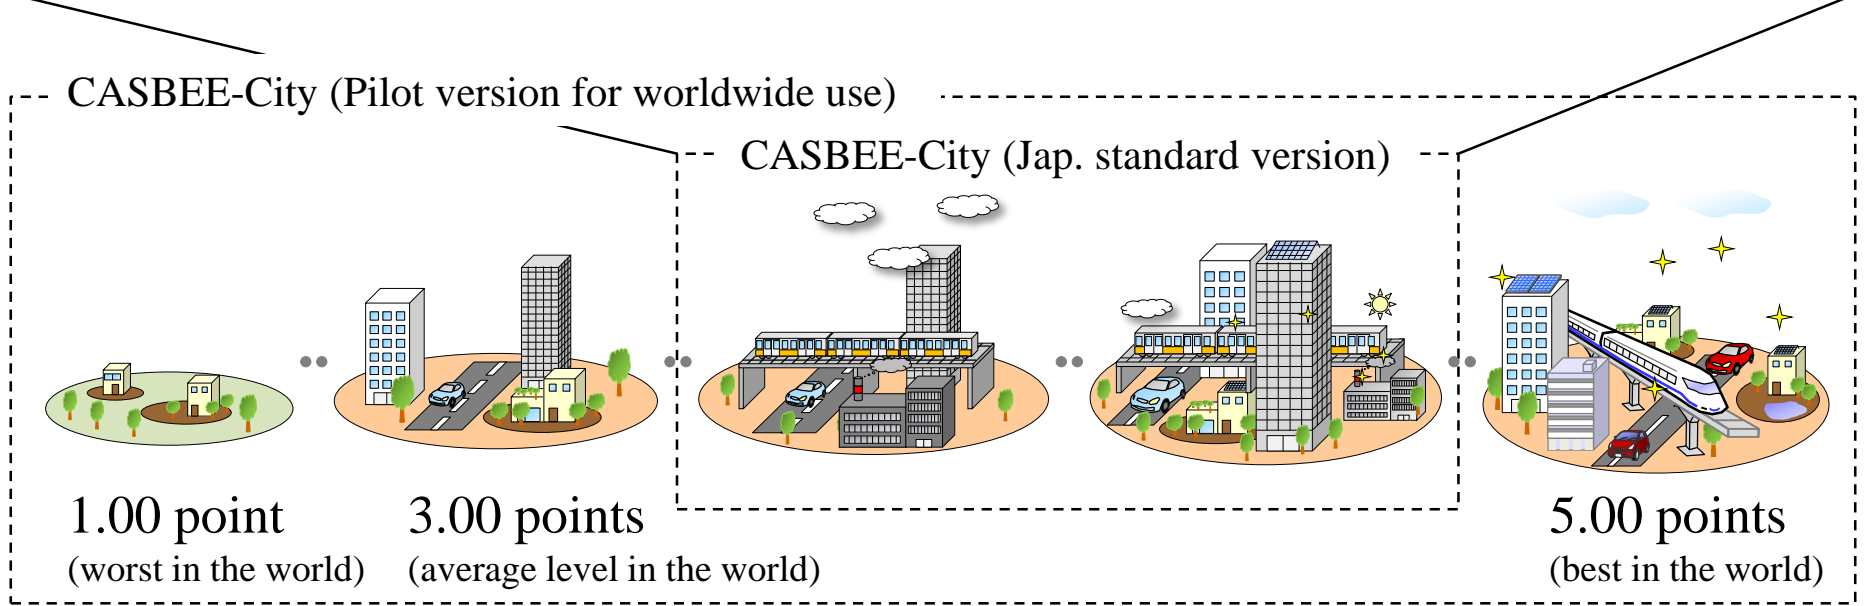 CASBEE-City (Pilot version for worldwide use)
CASBEE-City (Jap. standard version)
1.00 point
(worst in the world)
3.00 points
(average level in the world)
5.00 points
(best in the world)